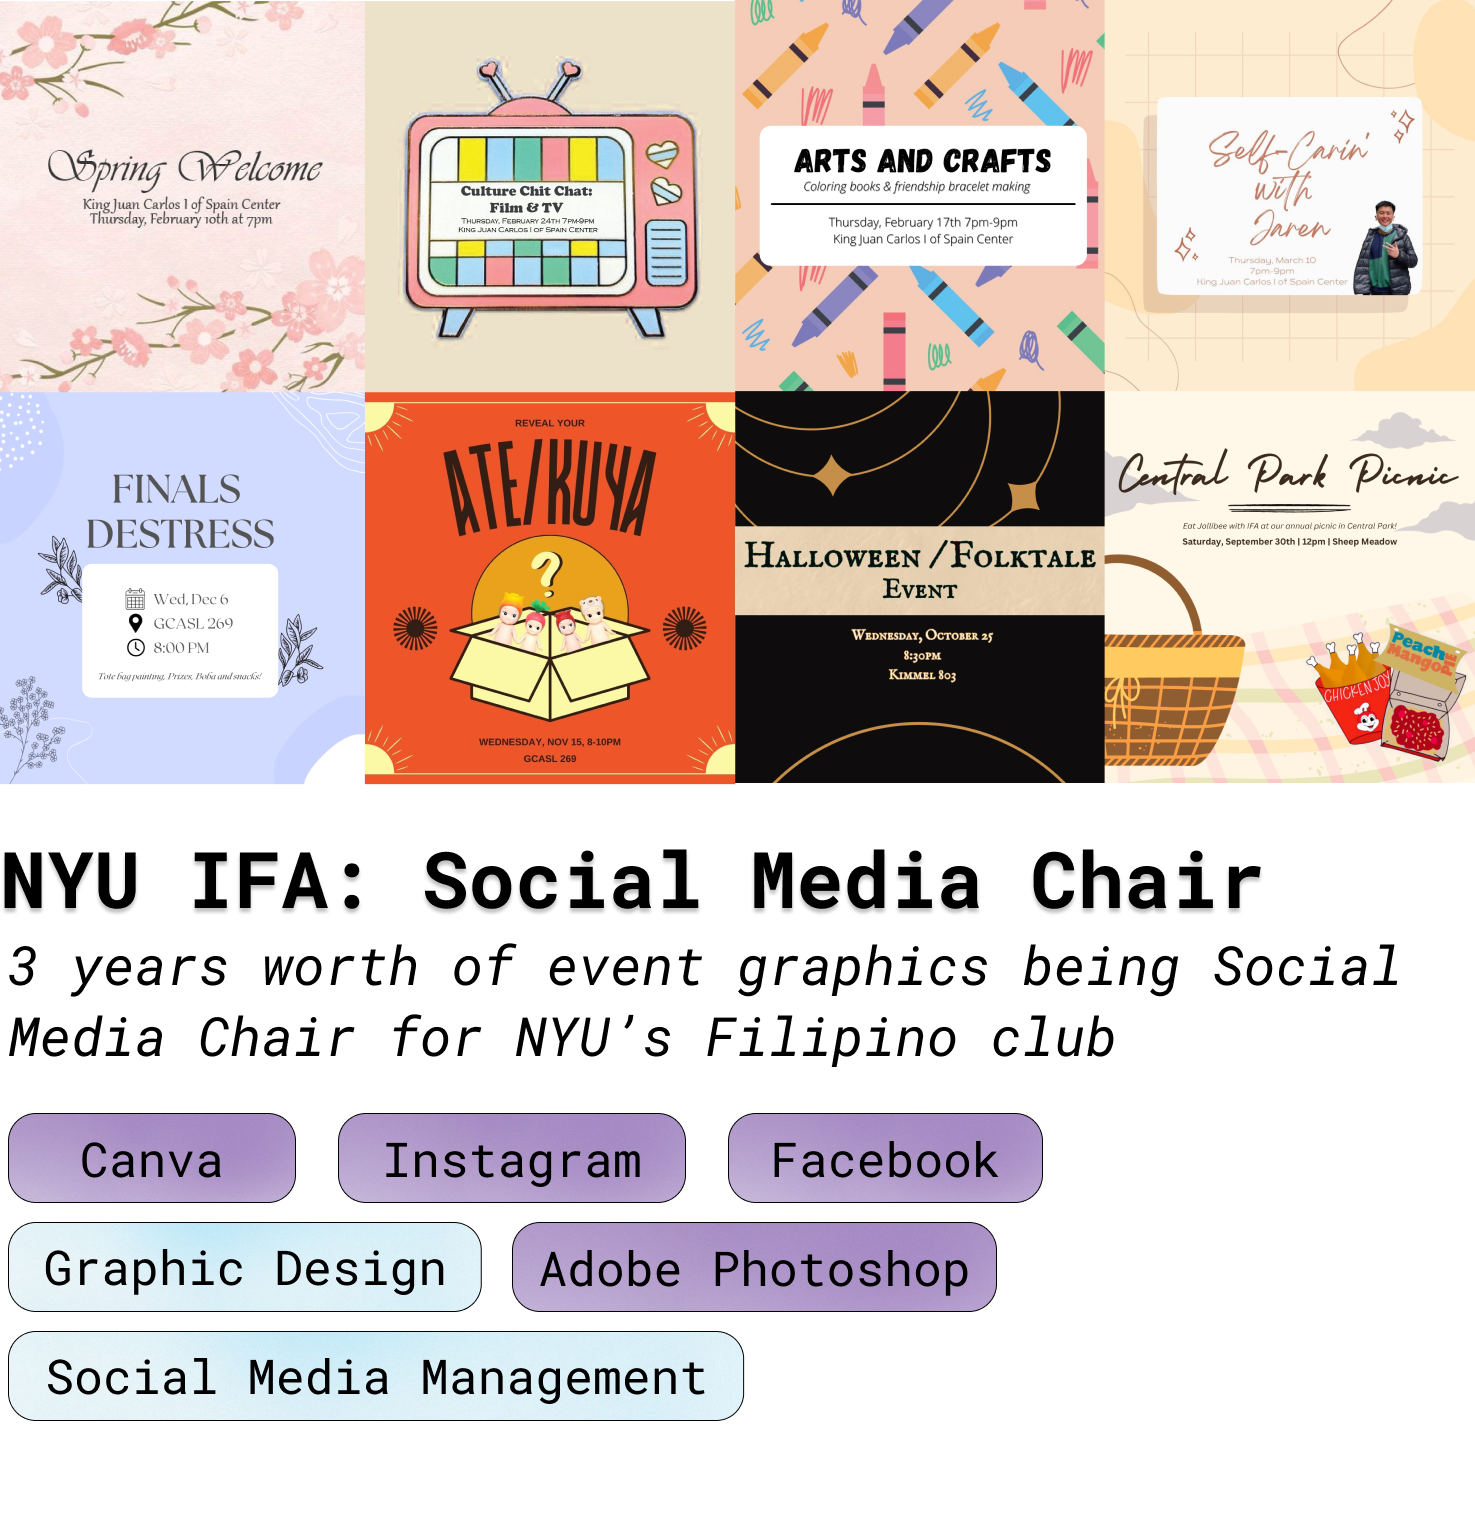 Spring Welcome
King Juan Carlos I of Spain Center
Thursday, February 10th at 7pm
Culture Chit Chat:
Film & TV
Thursday, February 24th 7pm-9pm
King Juan Carlos I of Spain Center
ARTS AND CRAFTS
Coloring books & friendship bracelet making
Thursday, February 17th 7pm-9pm
King Juan Carlos I of Spain Center
Self-Carin'
with
Jaren
Thursday, March 10
7pm-9pm
King Juan Carlos I of Spain Center
FINALS
DESTRESS
Wed, Dec 6
GCASL 269
8:00 PM
Tote bag painting, Prizes, Boba and snacks!
REVEAL YOUR
ATE/KUYA
?
WEDNESDAY, NOV 15, 8-10PM
GCASL 269
Halloween /Folktale
Event
Wednesday, October 25
8:30pm
Kimmel 803
Central Park Picnic
Eat Jollibee with IFA at our annual picnic in Central Park!
Saturday, September 30th | 12pm | Sheep Meadow
Peach
Mango
PIE
CHICKENJOY
NYU IFA: Social Media Chair
3 years worth of event graphics being Social
Media Chair for NYU’s Filipino club
Canva
Instagram
Facebook
Graphic Design
Adobe Photoshop
Social Media Management